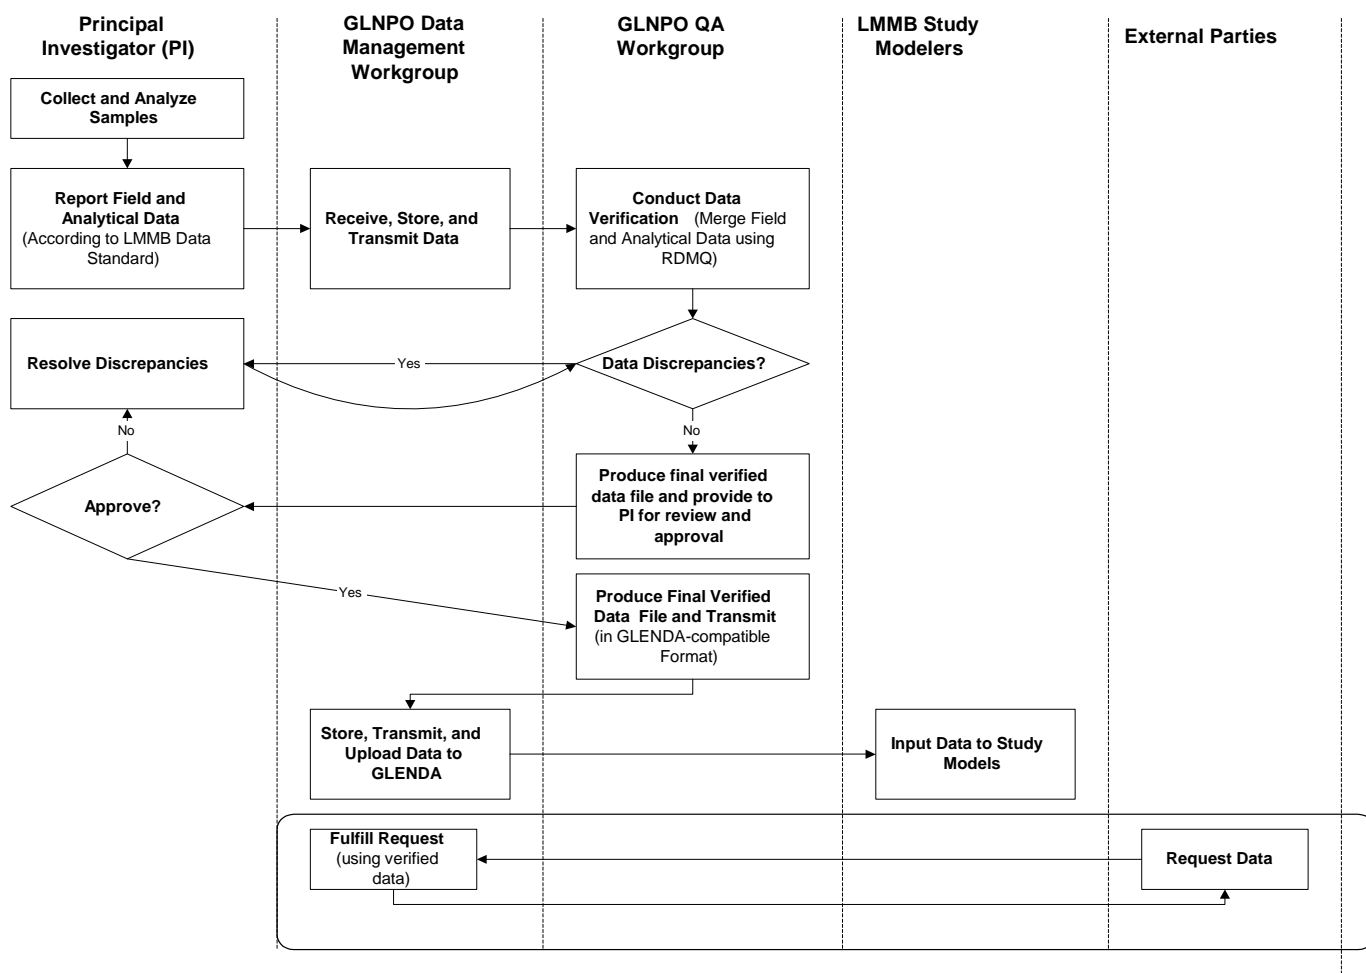 Principal
Investigator (PI)
GLNPO Data
Management
Workgroup
GLNPO QA
Workgroup
LMMB Study
Modelers
External Parties
Collect and Analyze
Samples
Report Field and
Analytical Data
(According to LMMB Data
Standard)
Receive, Store, and
Transmit Data
Conduct Data
Verification (Merge Field
and Analytical Data using
RDMQ)
Resolve Discrepancies
Yes
Data Discrepancies?
No
No
Approve?
Produce final verified
data file and provide to
PI for review and
approval
Yes
Produce Final Verified
Data File and Transmit
(in GLENDA-compatible
Format)
Store, Transmit, and
Upload Data to
GLENDA
Input Data to Study
Models
Fulfill Request
(using verified
data)
Request Data